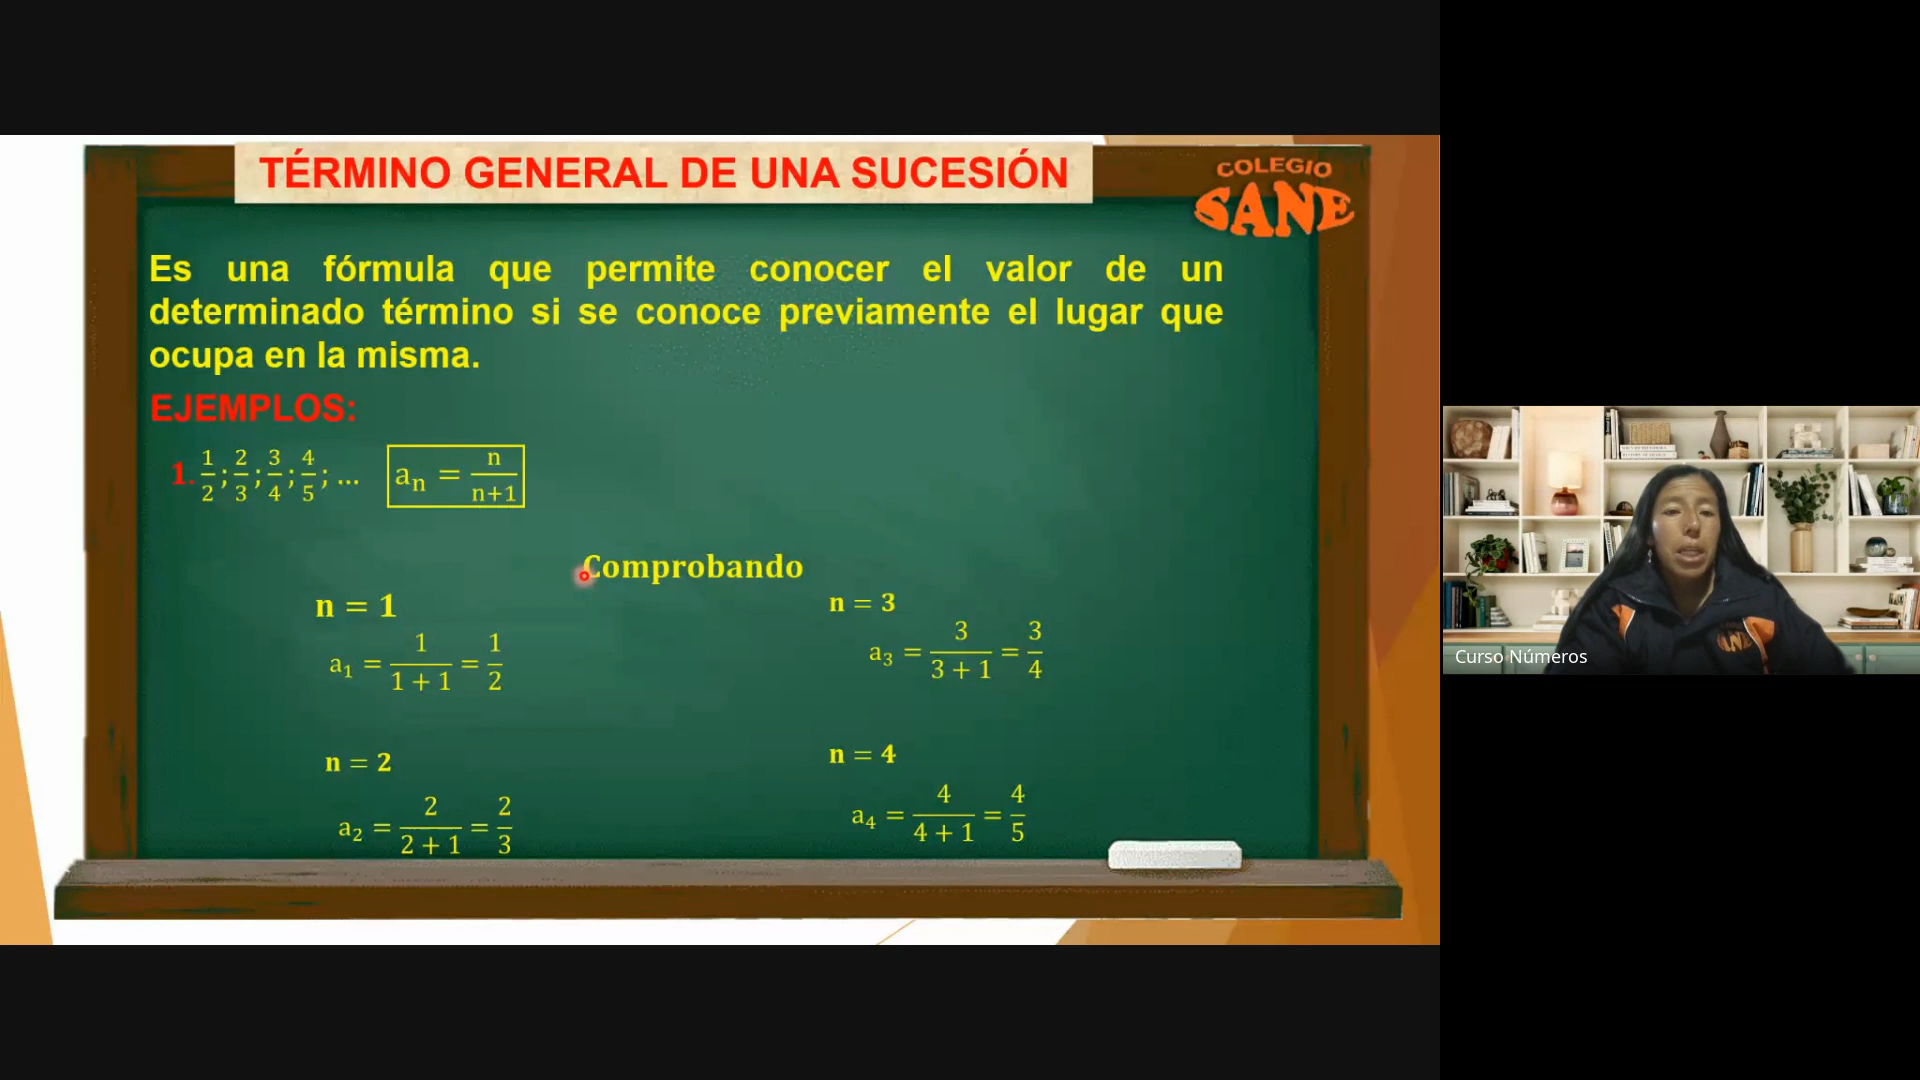 TÉRMINO GENERAL DE UNA SUCESIÓN
COLEGIO
SANE
Es una fórmula que permite conocer el valor de un
determinado término si se conoce previamente el lugar que
ocupa en la misma.
EJEMPLOS:
1. 1/2 ; 2/3 ; 3/4 ; 4/5 ; … aₙ = n/(n+1)
Comprobando
n = 1
a₁ = 1/(1 + 1) = 1/2
n = 2
a₂ = 2/(2 + 1) = 2/3
n = 3
a₃ = 3/(3 + 1) = 3/4
n = 4
a₄ = 4/(4 + 1) = 4/5
Curso Números